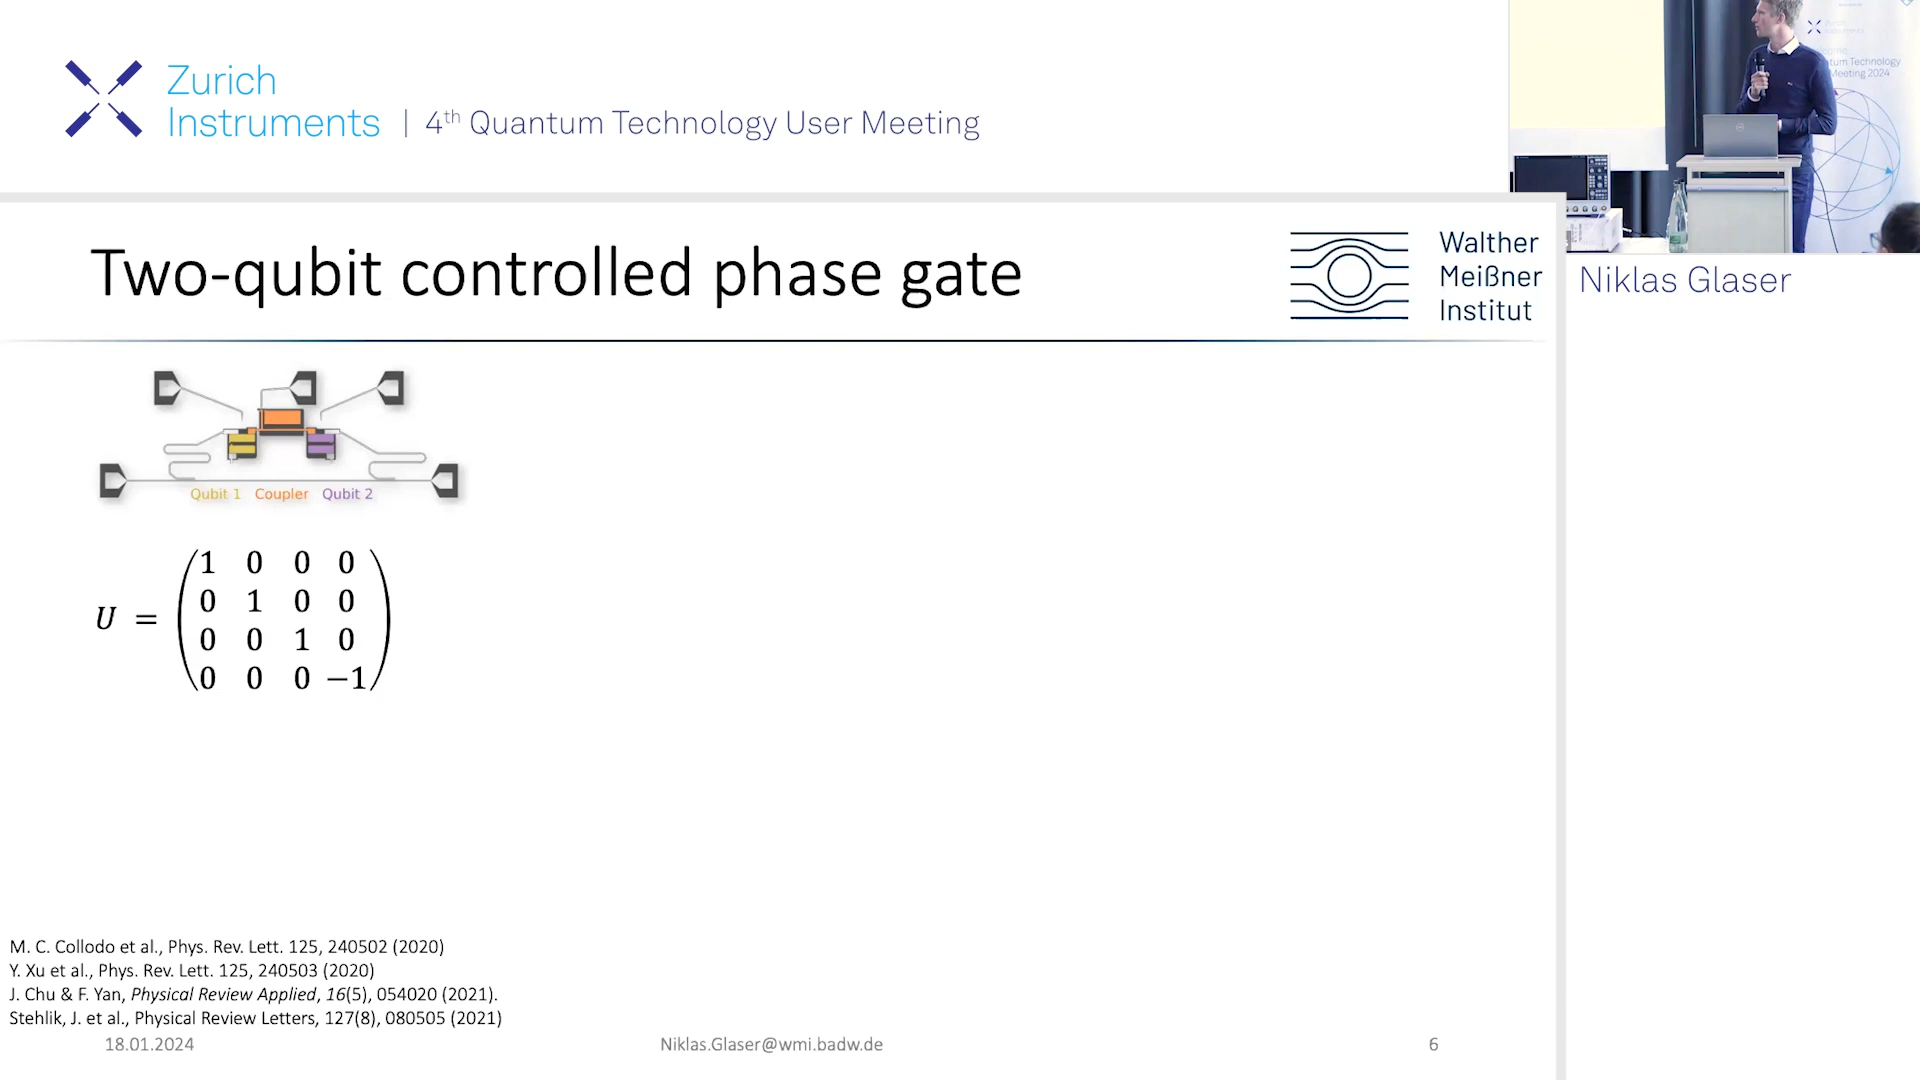 Zurich
Instruments | 4th Quantum Technology User Meeting
tum Technology
Meeting 2024
Two-qubit controlled phase gate
Walther
Meißner
Institut
Niklas Glaser
Qubit 1 Coupler Qubit 2
U = 
1 0 0 0
0 1 0 0
0 0 1 0
0 0 0 −1
M. C. Collodo et al., Phys. Rev. Lett. 125, 240502 (2020)
Y. Xu et al., Phys. Rev. Lett. 125, 240503 (2020)
J. Chu & F. Yan, Physical Review Applied, 16(5), 054020 (2021).
Stehlik, J. et al., Physical Review Letters, 127(8), 080505 (2021)
18.01.2024 Niklas.Glaser@wmi.badw.de 6